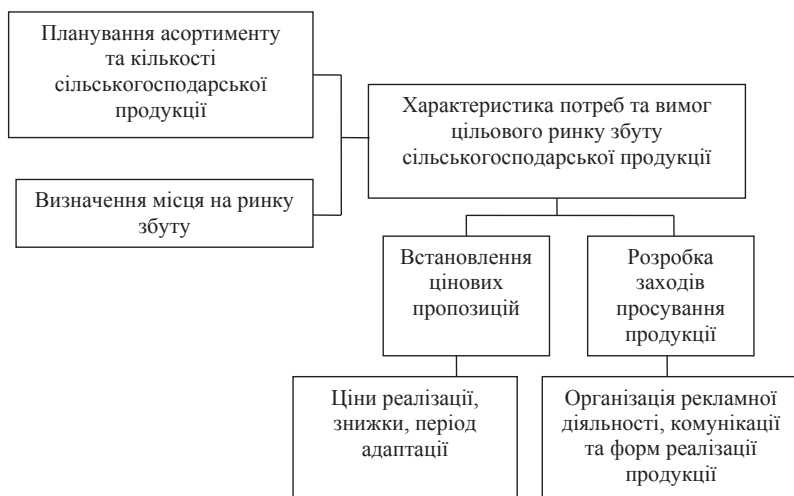 Планування асортименту
та кількості
сільськогосподарської
продукції
Характеристика потреб та вимог
цільового ринку збуту
сільськогосподарської продукції
Визначення місця на ринку
збуту
Встановлення
цінових
пропозицій
Розробка
заходів
просування
продукції
Ціни реалізації,
знижки, період
адаптації
Організація рекламної
діяльності, комунікації
та форм реалізації
продукції